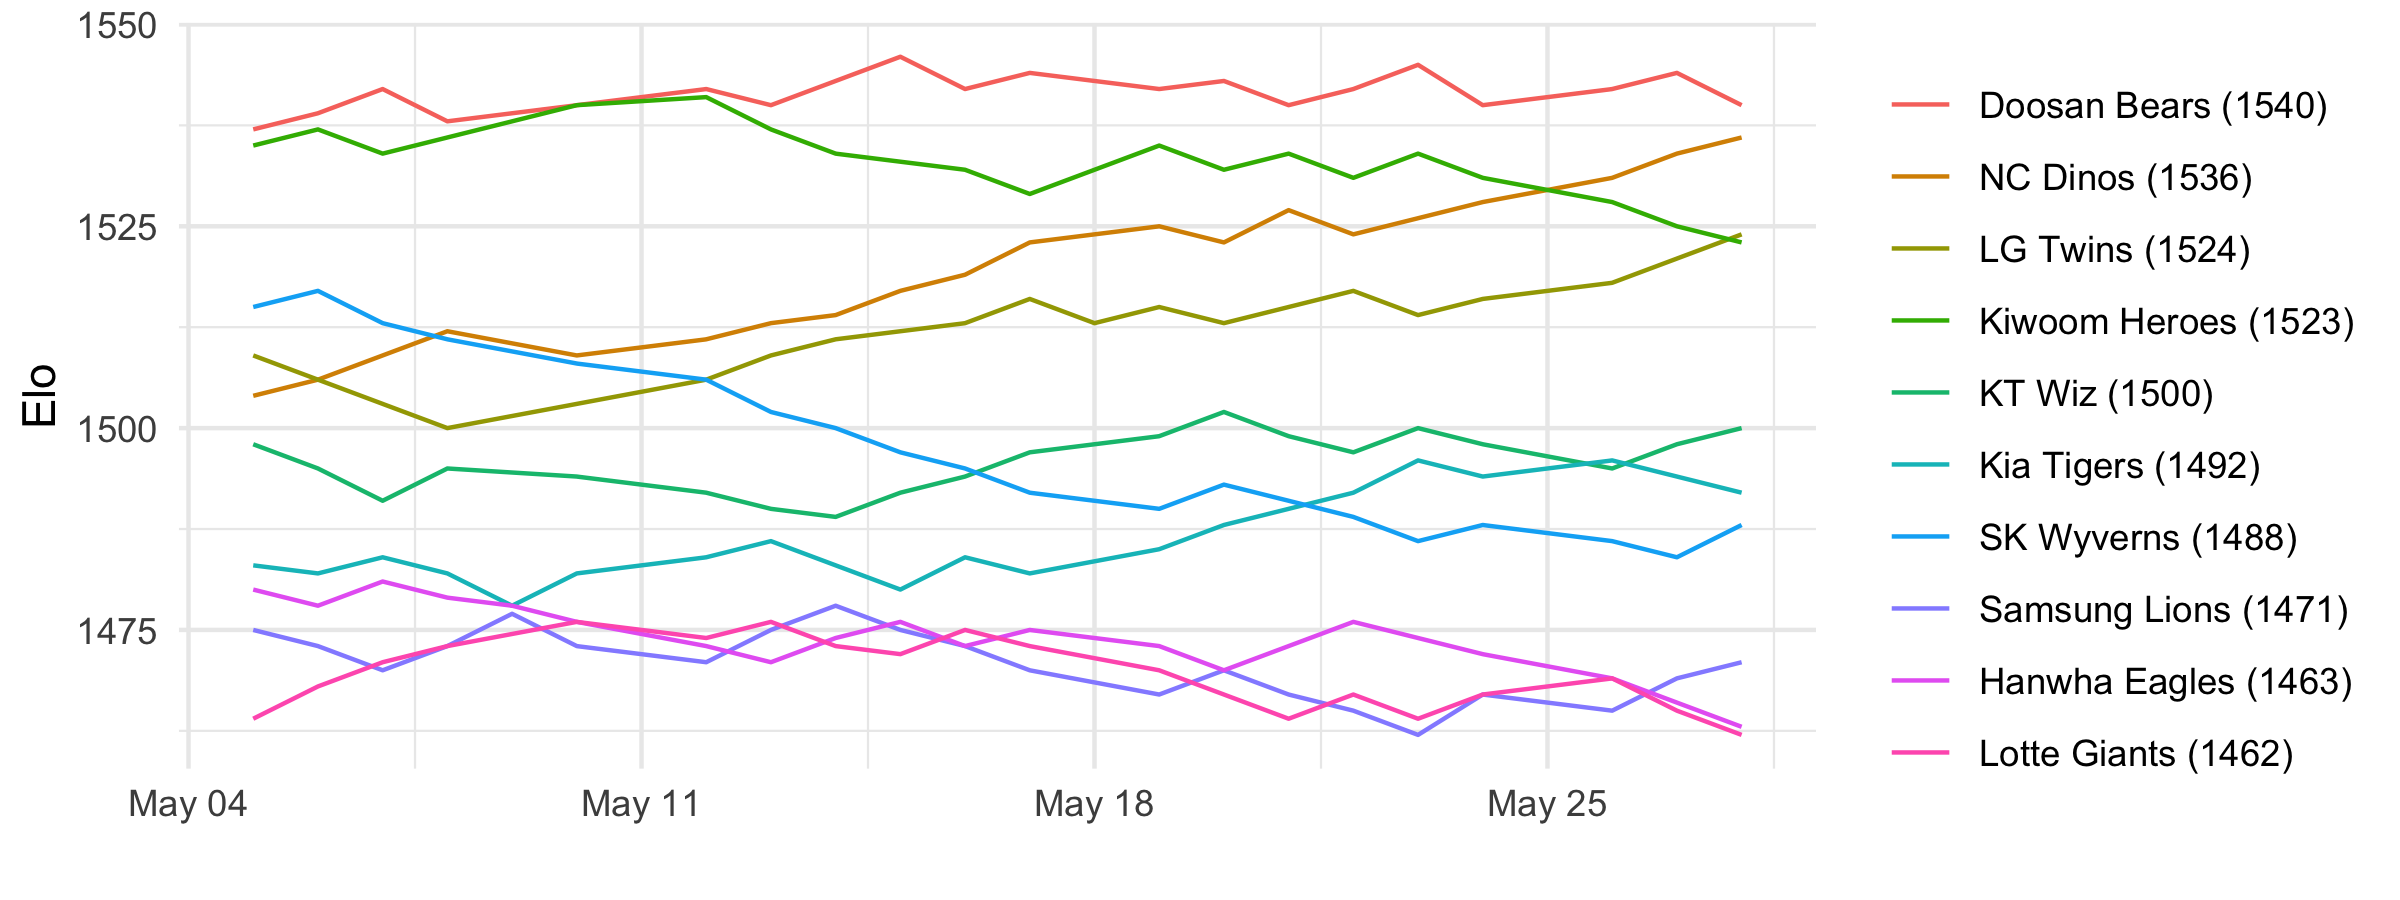 1550
1525
1500
1475
Elo
May 04
May 11
May 18
May 25
Doosan Bears (1540)
NC Dinos (1536)
LG Twins (1524)
Kiwoom Heroes (1523)
KT Wiz (1500)
Kia Tigers (1492)
SK Wyverns (1488)
Samsung Lions (1471)
Hanwha Eagles (1463)
Lotte Giants (1462)